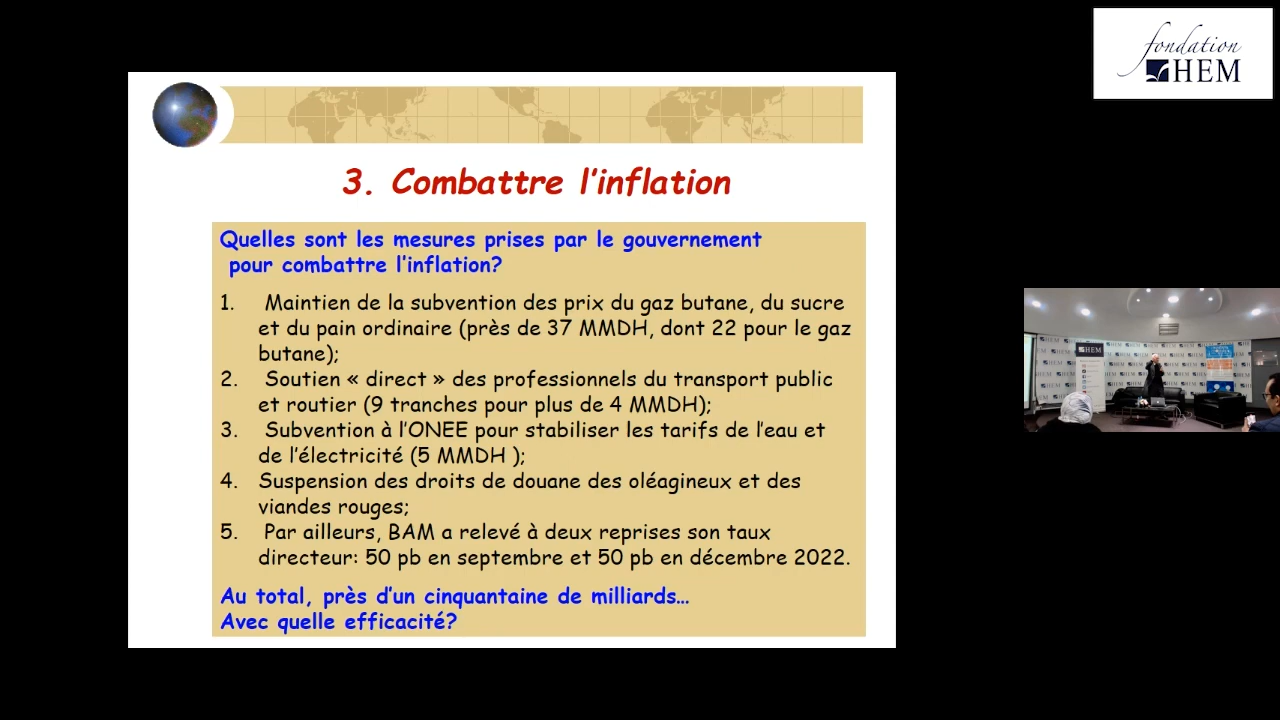 fondation
HEM
3. Combattre l'inflation
Quelles sont les mesures prises par le gouvernement
pour combattre l'inflation?
1. Maintien de la subvention des prix du gaz butane, du sucre
et du pain ordinaire (près de 37 MMDH, dont 22 pour le gaz
butane);
2. Soutien « direct » des professionnels du transport public
et routier (9 tranches pour plus de 4 MMDH);
3. Subvention à l'ONEE pour stabiliser les tarifs de l'eau et
de l'électricité (5 MMDH );
4. Suspension des droits de douane des oléagineux et des
viandes rouges;
5. Par ailleurs, BAM a relevé à deux reprises son taux
directeur: 50 pb en septembre et 50 pb en décembre 2022.
Au total, près d'un cinquantaine de milliards...
Avec quelle efficacité?
HEM